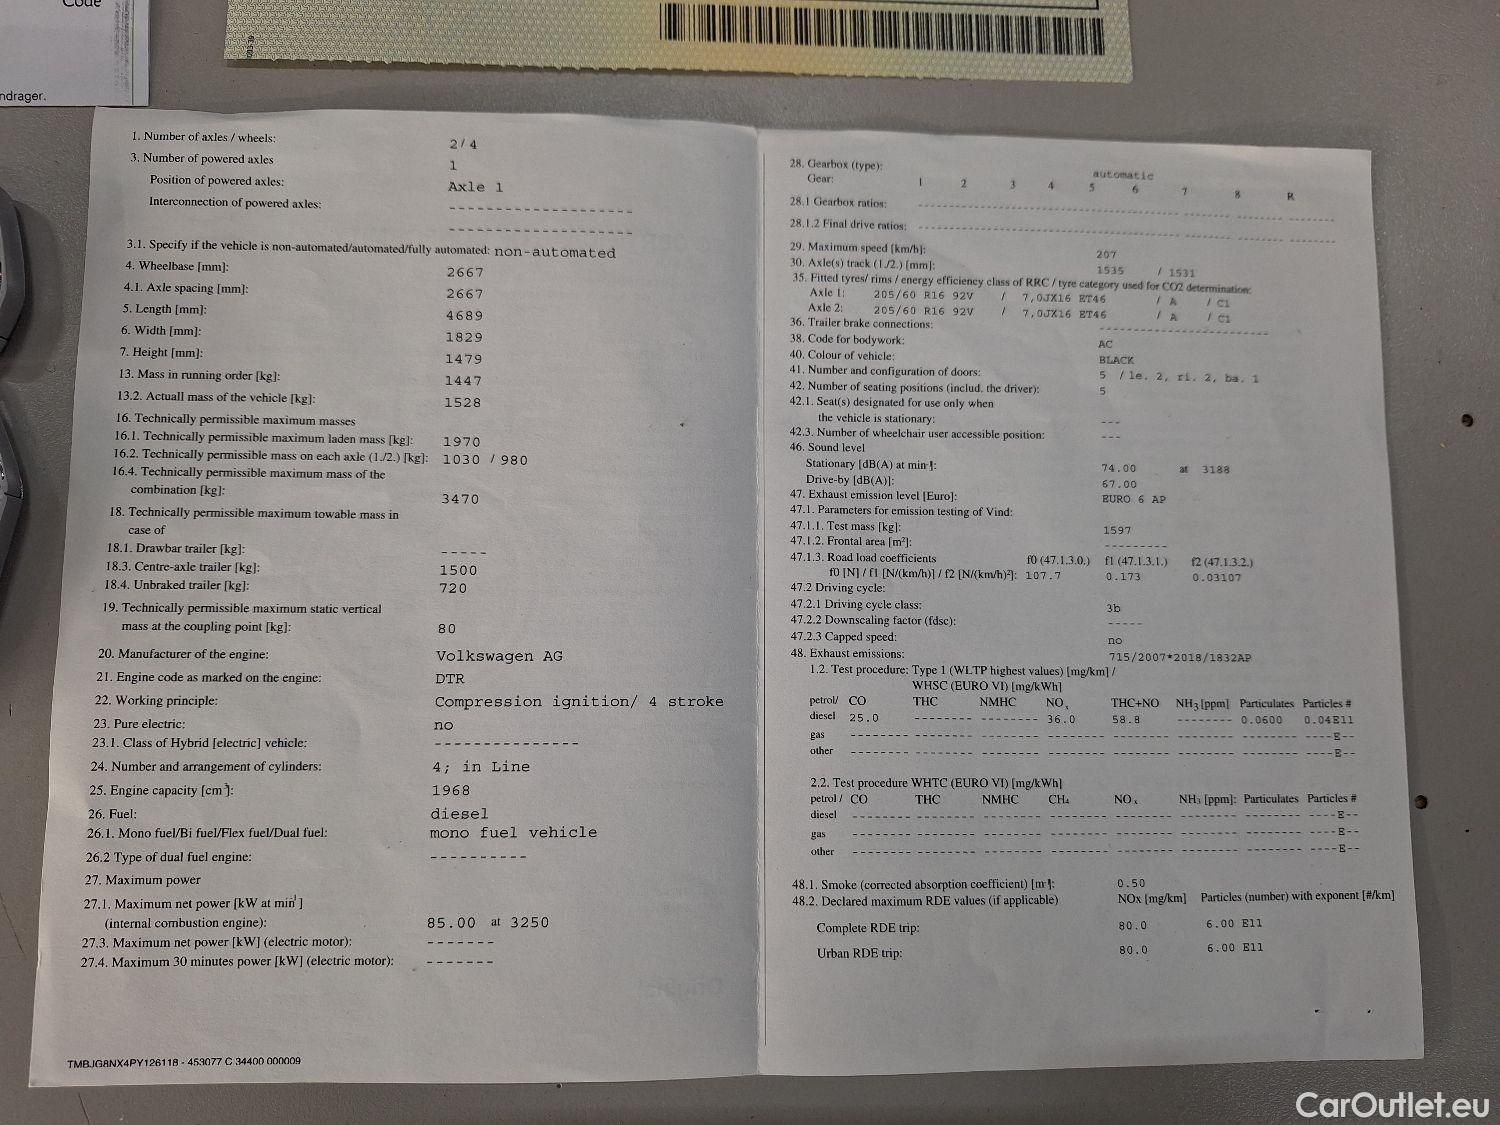 Code
ndrager.
1. Number of axles / wheels: 2/4
3. Number of powered axles 1
Position of powered axles: Axle 1
Interconnection of powered axles: -------------------
-------------------
3.1. Specify if the vehicle is non-automated/automated/fully automated: non-automated
4. Wheelbase [mm]: 2667
4.1. Axle spacing [mm]: 2667
5. Length [mm]: 4689
6. Width [mm]: 1829
7. Height [mm]: 1479
13. Mass in running order [kg]: 1447
13.2. Actuall mass of the vehicle [kg]: 1528
16. Technically permissible maximum masses
16.1. Technically permissible maximum laden mass [kg]: 1970
16.2. Technically permissible mass on each axle (1./2.) [kg]: 1030 / 980
16.4. Technically permissible maximum mass of the
combination [kg]: 3470
18. Technically permissible maximum towable mass in
case of
18.1. Drawbar trailer [kg]: -----
18.3. Centre-axle trailer [kg]: 1500
18.4. Unbraked trailer [kg]: 720
19. Technically permissible maximum static vertical
mass at the coupling point [kg]: 80
20. Manufacturer of the engine: Volkswagen AG
21. Engine code as marked on the engine: DTR
22. Working principle: Compression ignition/ 4 stroke
23. Pure electric: no
23.1. Class of Hybrid [electric] vehicle: ---------------
24. Number and arrangement of cylinders: 4; in Line
25. Engine capacity [cm³]: 1968
26. Fuel: diesel
26.1. Mono fuel/Bi fuel/Flex fuel/Dual fuel: mono fuel vehicle
26.2 Type of dual fuel engine: ----------
27. Maximum power
27.1. Maximum net power [kW at min¹]
(internal combustion engine): 85.00 at 3250
27.3. Maximum net power [kW] (electric motor): -------
27.4. Maximum 30 minutes power [kW] (electric motor): -------
TMBJG8NX4PY126118 - 453077 C 34400 000009
28. Gearbox (type): automatic
Gear: 1 2 3 4 5 6 7 8 R
28.1 Gearbox ratios: ------- ------- -------
28.1.2 Final drive ratios: ------- ------- -------
29. Maximum speed [km/h]: 207
30. Axle(s) track (1./2.) [mm]: 1535 / 1531
35. Fitted tyres/ rims / energy efficiency class of RRC / tyre category used for CO2 determination:
Axle 1: 205/60 R16 92V / 7,0JX16 ET46 / A / C1
Axle 2: 205/60 R16 92V / 7,0JX16 ET46 / A / C1
36. Trailer brake connections: -----------------------
38. Code for bodywork: AC
40. Colour of vehicle: BLACK
41. Number and configuration of doors: 5 / le. 2, ri. 2, ba. 1
42. Number of seating positions (includ. the driver): 5
42.1. Seat(s) designated for use only when
the vehicle is stationary: ---
42.3. Number of wheelchair user accessible position: ---
46. Sound level
Stationary [dB(A) at min-¹]: 74.00 at 3188
Drive-by [dB(A)]: 67.00
47. Exhaust emission level [Euro]: EURO 6 AP
47.1. Parameters for emission testing of Vind:
47.1.1. Test mass [kg]: 1597
47.1.2. Frontal area [m²]: ---------
47.1.3. Road load coefficients f0 (47.1.3.0.) f1 (47.1.3.1.) f2 (47.1.3.2.)
f0 [N] / f1 [N/(km/h)] / f2 [N/(km/h)²]: 107.7 0.173 0.03107
47.2 Driving cycle:
47.2.1 Driving cycle class: 3b
47.2.2 Downscaling factor (fdsc): -----
47.2.3 Capped speed: no
48. Exhaust emissions: 715/2007*2018/1832AP
1.2. Test procedure: Type 1 (WLTP highest values) [mg/km] /
WHSC (EURO VI) [mg/kWh]
petrol/ CO THC NMHC NOx THC+NO NH3 [ppm] Particulates Particles #
diesel 25.0 -------- -------- 36.0 58.8 -------- 0.0600 0.04E11
gas -------- -------- -------- -------- -------- -------- -------- ----E--
other -------- -------- -------- -------- -------- -------- -------- ----E--
2.2. Test procedure WHTC (EURO VI) [mg/kWh]
petrol / CO THC NMHC CH4 NOx NH3 [ppm]: Particulates Particles #
diesel -------- -------- -------- -------- -------- -------- -------- ----E--
gas -------- -------- -------- -------- -------- -------- -------- ----E--
other -------- -------- -------- -------- -------- -------- -------- ----E--
48.1. Smoke (corrected absorption coefficient) [m-¹]: 0.50
48.2. Declared maximum RDE values (if applicable) NOx [mg/km] Particles (number) with exponent [#/km]
Complete RDE trip: 80.0 6.00 E11
Urban RDE trip: 80.0 6.00 E11
CarOutlet.eu